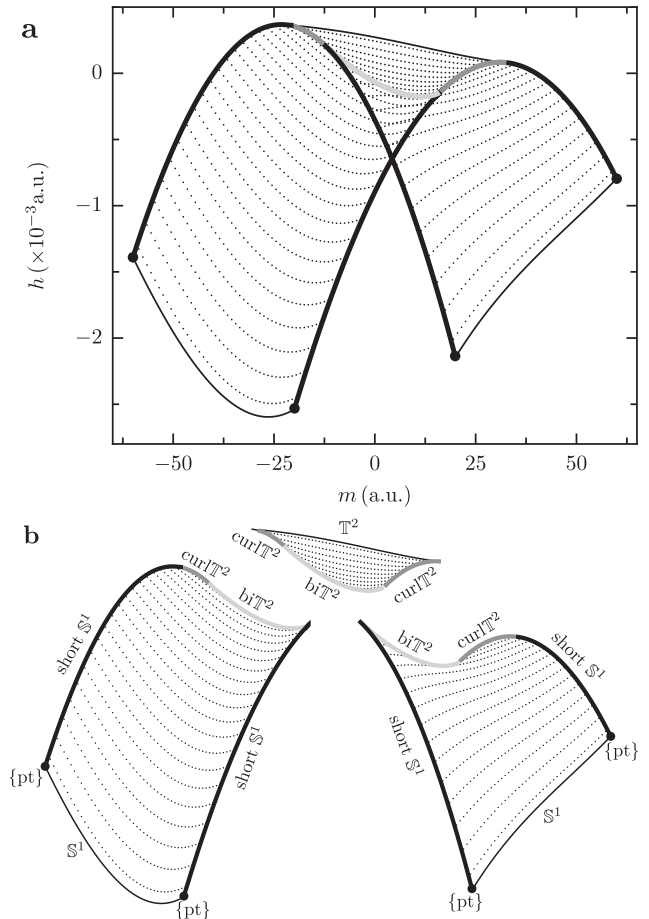 a
0
−1
−2
h (×10⁻³a.u.)
−50 −25 0 25 50
m (a.u.)
b
𝕋²
curl𝕋²
bi𝕋²
curl𝕋²
curl𝕋²
bi𝕋²
short 𝕊¹
short 𝕊¹
{pt}
𝕊¹
{pt}
bi𝕋²
curl𝕋²
short 𝕊¹
short 𝕊¹
{pt}
𝕊¹
{pt}